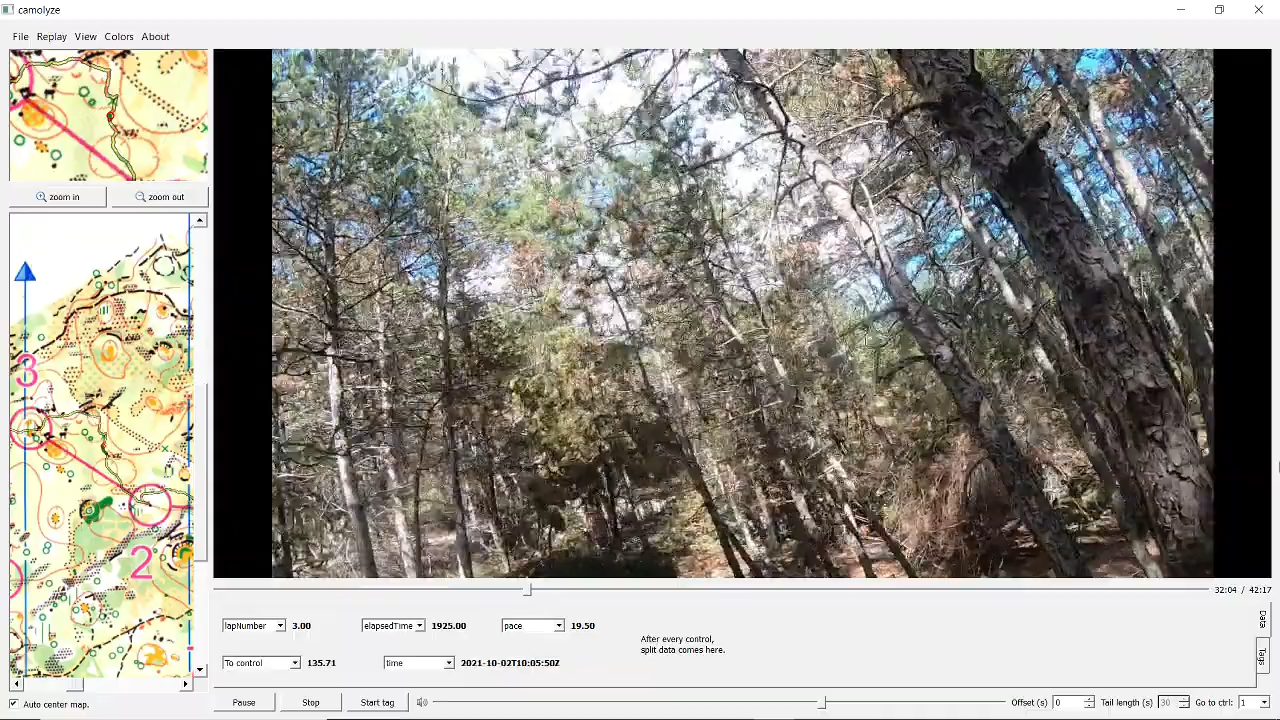 camolyze
File Replay View Colors About
zoom in zoom out
3
2
32:04 / 42:17
lapNumber 3.00 elapsedTime 1925.00 pace 19.50
After every control,
split data comes here.
To control 135.71 time 2021-10-02T10:05:50Z
Data
Tags
Auto center map.
Pause Stop Start tag Offset (s) 0 Tail length (s) 30 Go to ctrl: 1